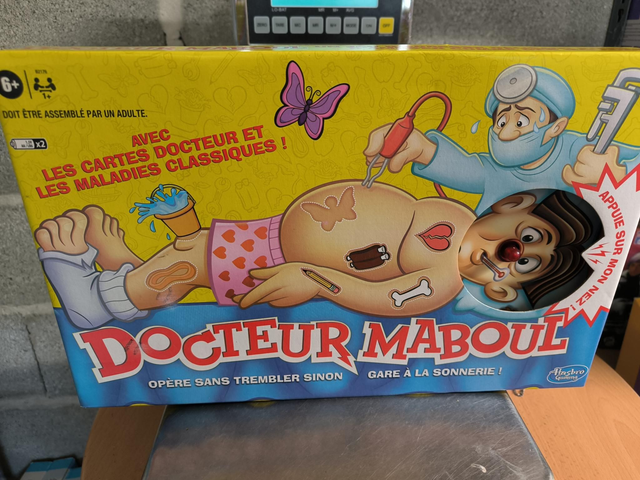 6+
1+
DOIT ÊTRE ASSEMBLÉ PAR UN ADULTE.
x2
AVEC
LES CARTES DOCTEUR ET
LES MALADIES CLASSIQUES !
APPUIE SUR MON NEZ !
DOCTEUR MABOUL
OPÈRE SANS TREMBLER SINON GARE À LA SONNERIE !
Hasbro
Gaming